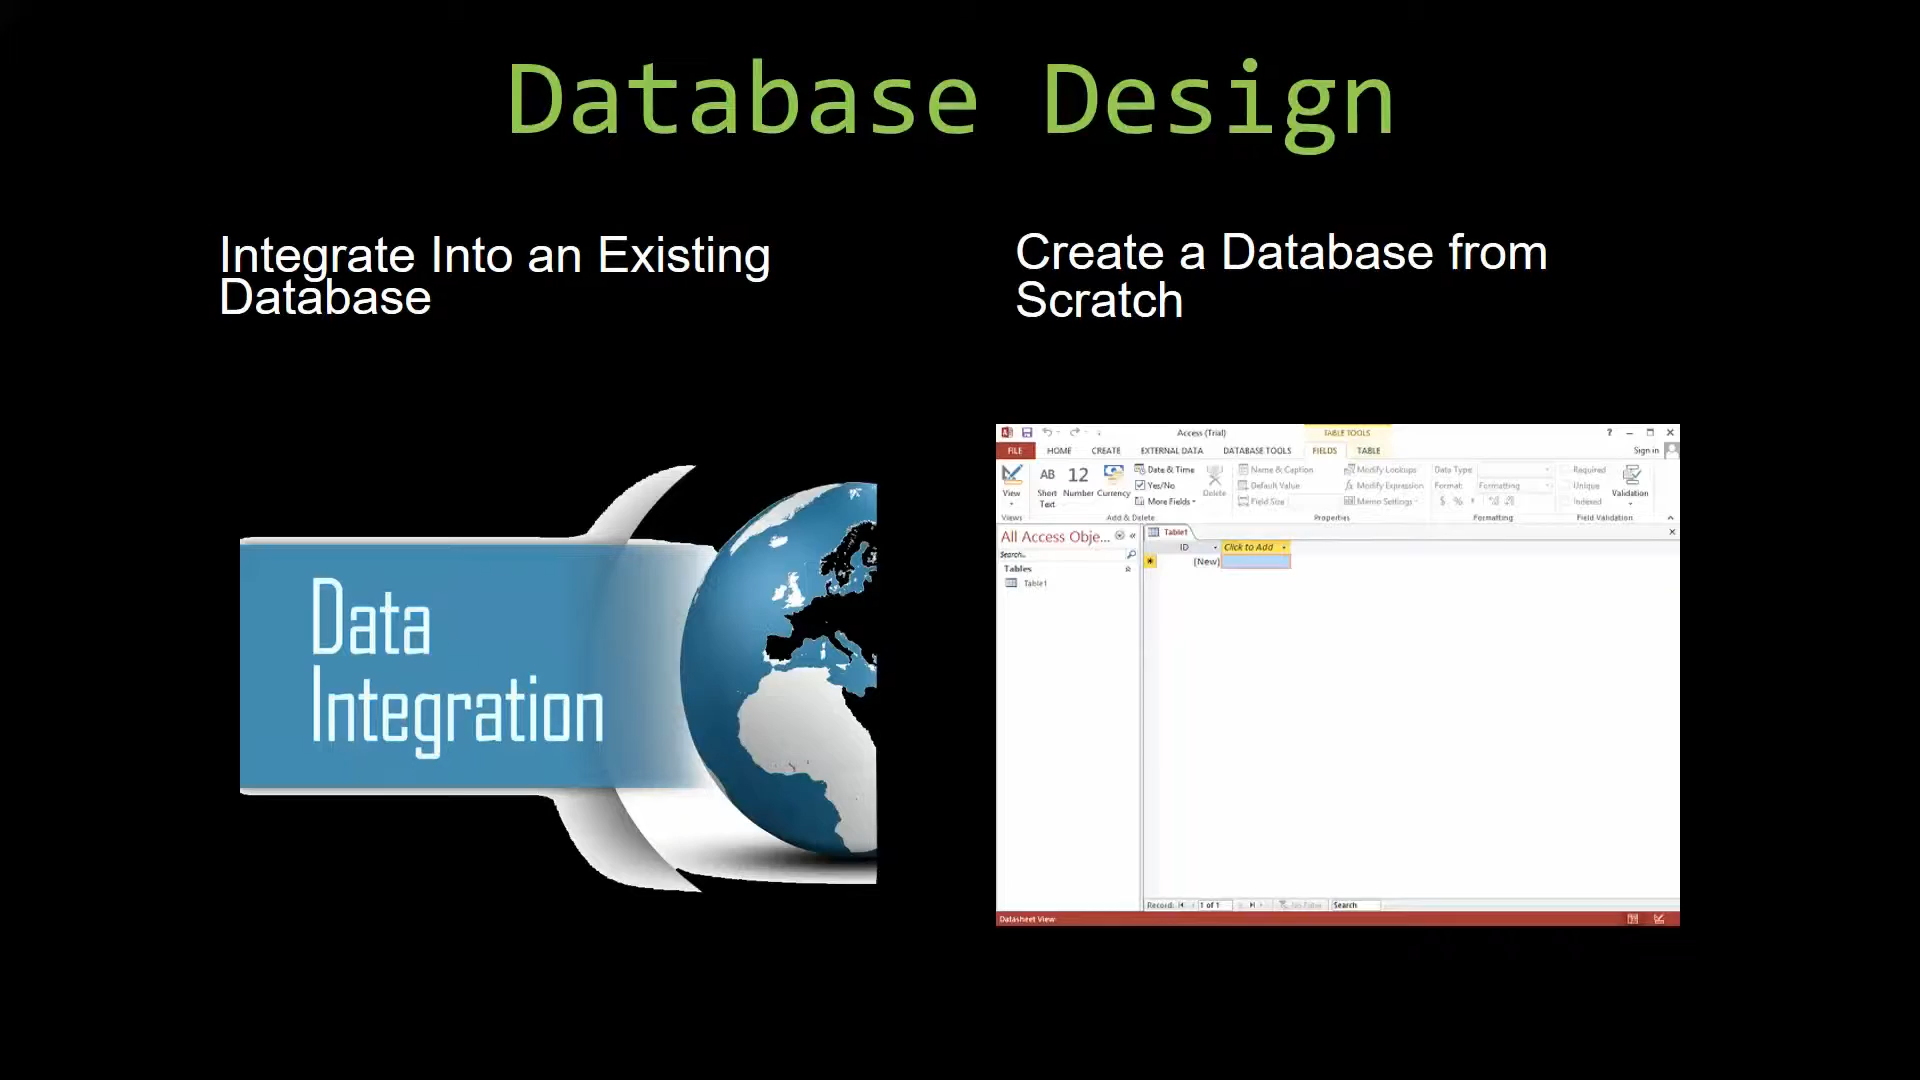 Database Design
Integrate Into an Existing
Database
Create a Database from
Scratch
Data
Integration
Access (Trial)
TABLE TOOLS
?
FILE HOME CREATE EXTERNAL DATA DATABASE TOOLS FIELDS TABLE
Sign in
View
Views
AB
Short
Text
12
Number
Currency
Date & Time
Yes/No
More Fields
Delete
Add & Delete
Name & Caption
Default Value
Field Size
Modify Lookups
fx Modify Expression
Memo Settings
Properties
Data Type:
Format: Formatting
$ %
Formatting
Required
Unique
Indexed
Validation
Field Validation
All Access Obje...
Search...
Tables
Table1
Table1
ID Click to Add
(New)
Record: 1 of 1 No Filter Search
Datasheet View